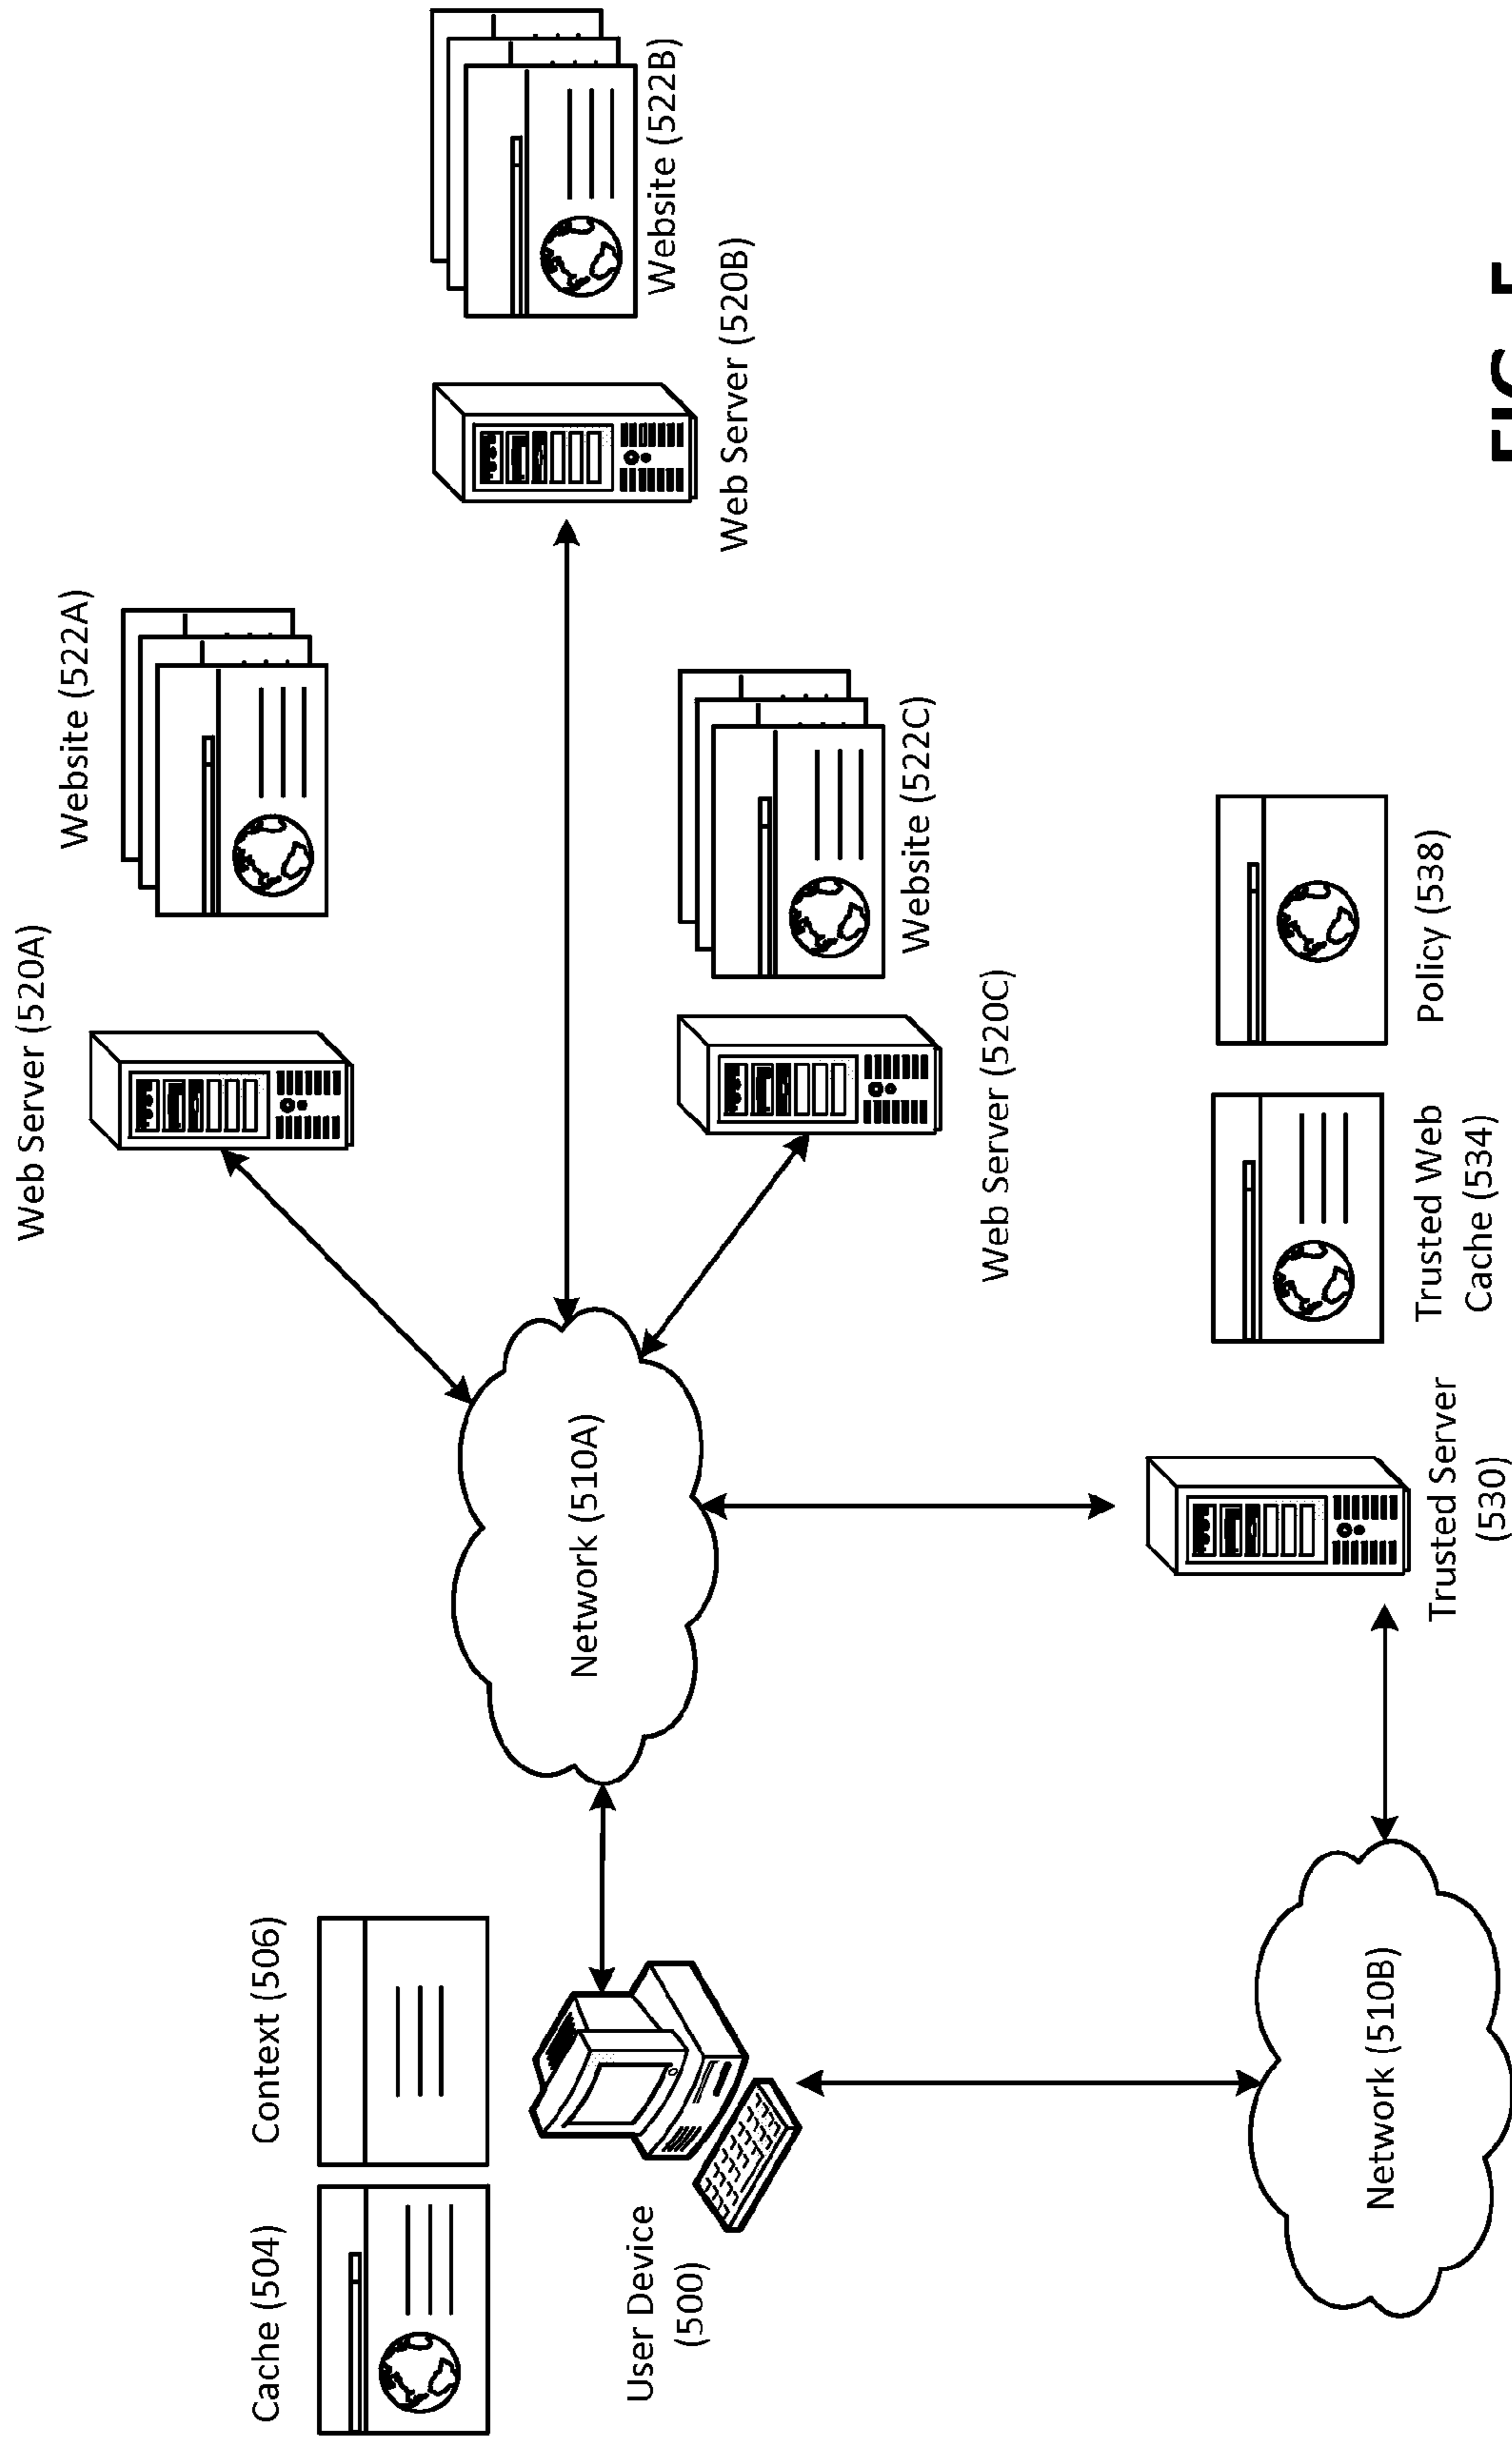 Web Server (520A)
Website (522A)
Cache (504)
Context (506)
Network (510A)
User Device
(500)
Website (522B)
Web Server (520B)
Website (522C)
Web Server (520C)
Network (510B)
Trusted Server
(530)
Trusted Web
Cache (534)
Policy (538)